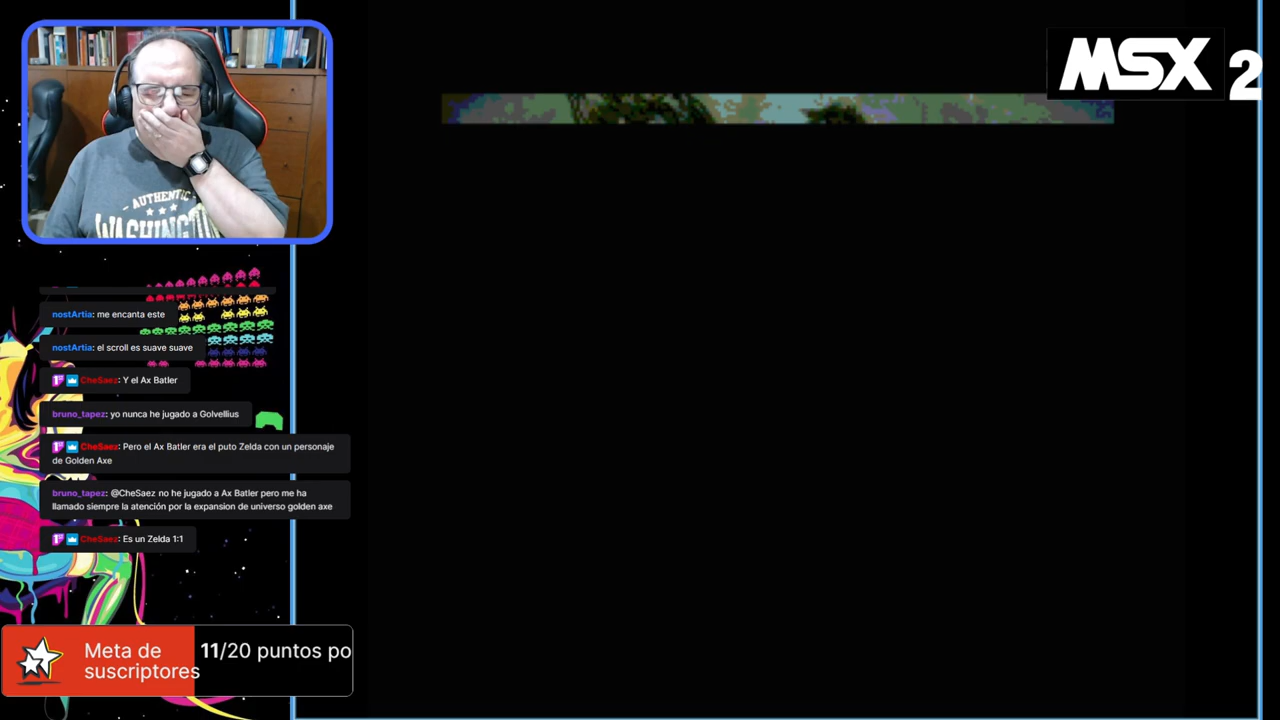 MSX 2
AUTHENTIC
WASHINGTON
nostArtia: me encanta este
nostArtia: el scroll es suave suave
CheSaez: Y el Ax Batler
bruno_tapez: yo nunca he jugado a Golvellius
CheSaez: Pero el Ax Batler era el puto Zelda con un personaje
de Golden Axe
bruno_tapez: @CheSaez no he jugado a Ax Batler pero me ha
llamado siempre la atención por la expansion de universo golden axe
CheSaez: Es un Zelda 1:1
Meta de
suscriptores
11/20 puntos po